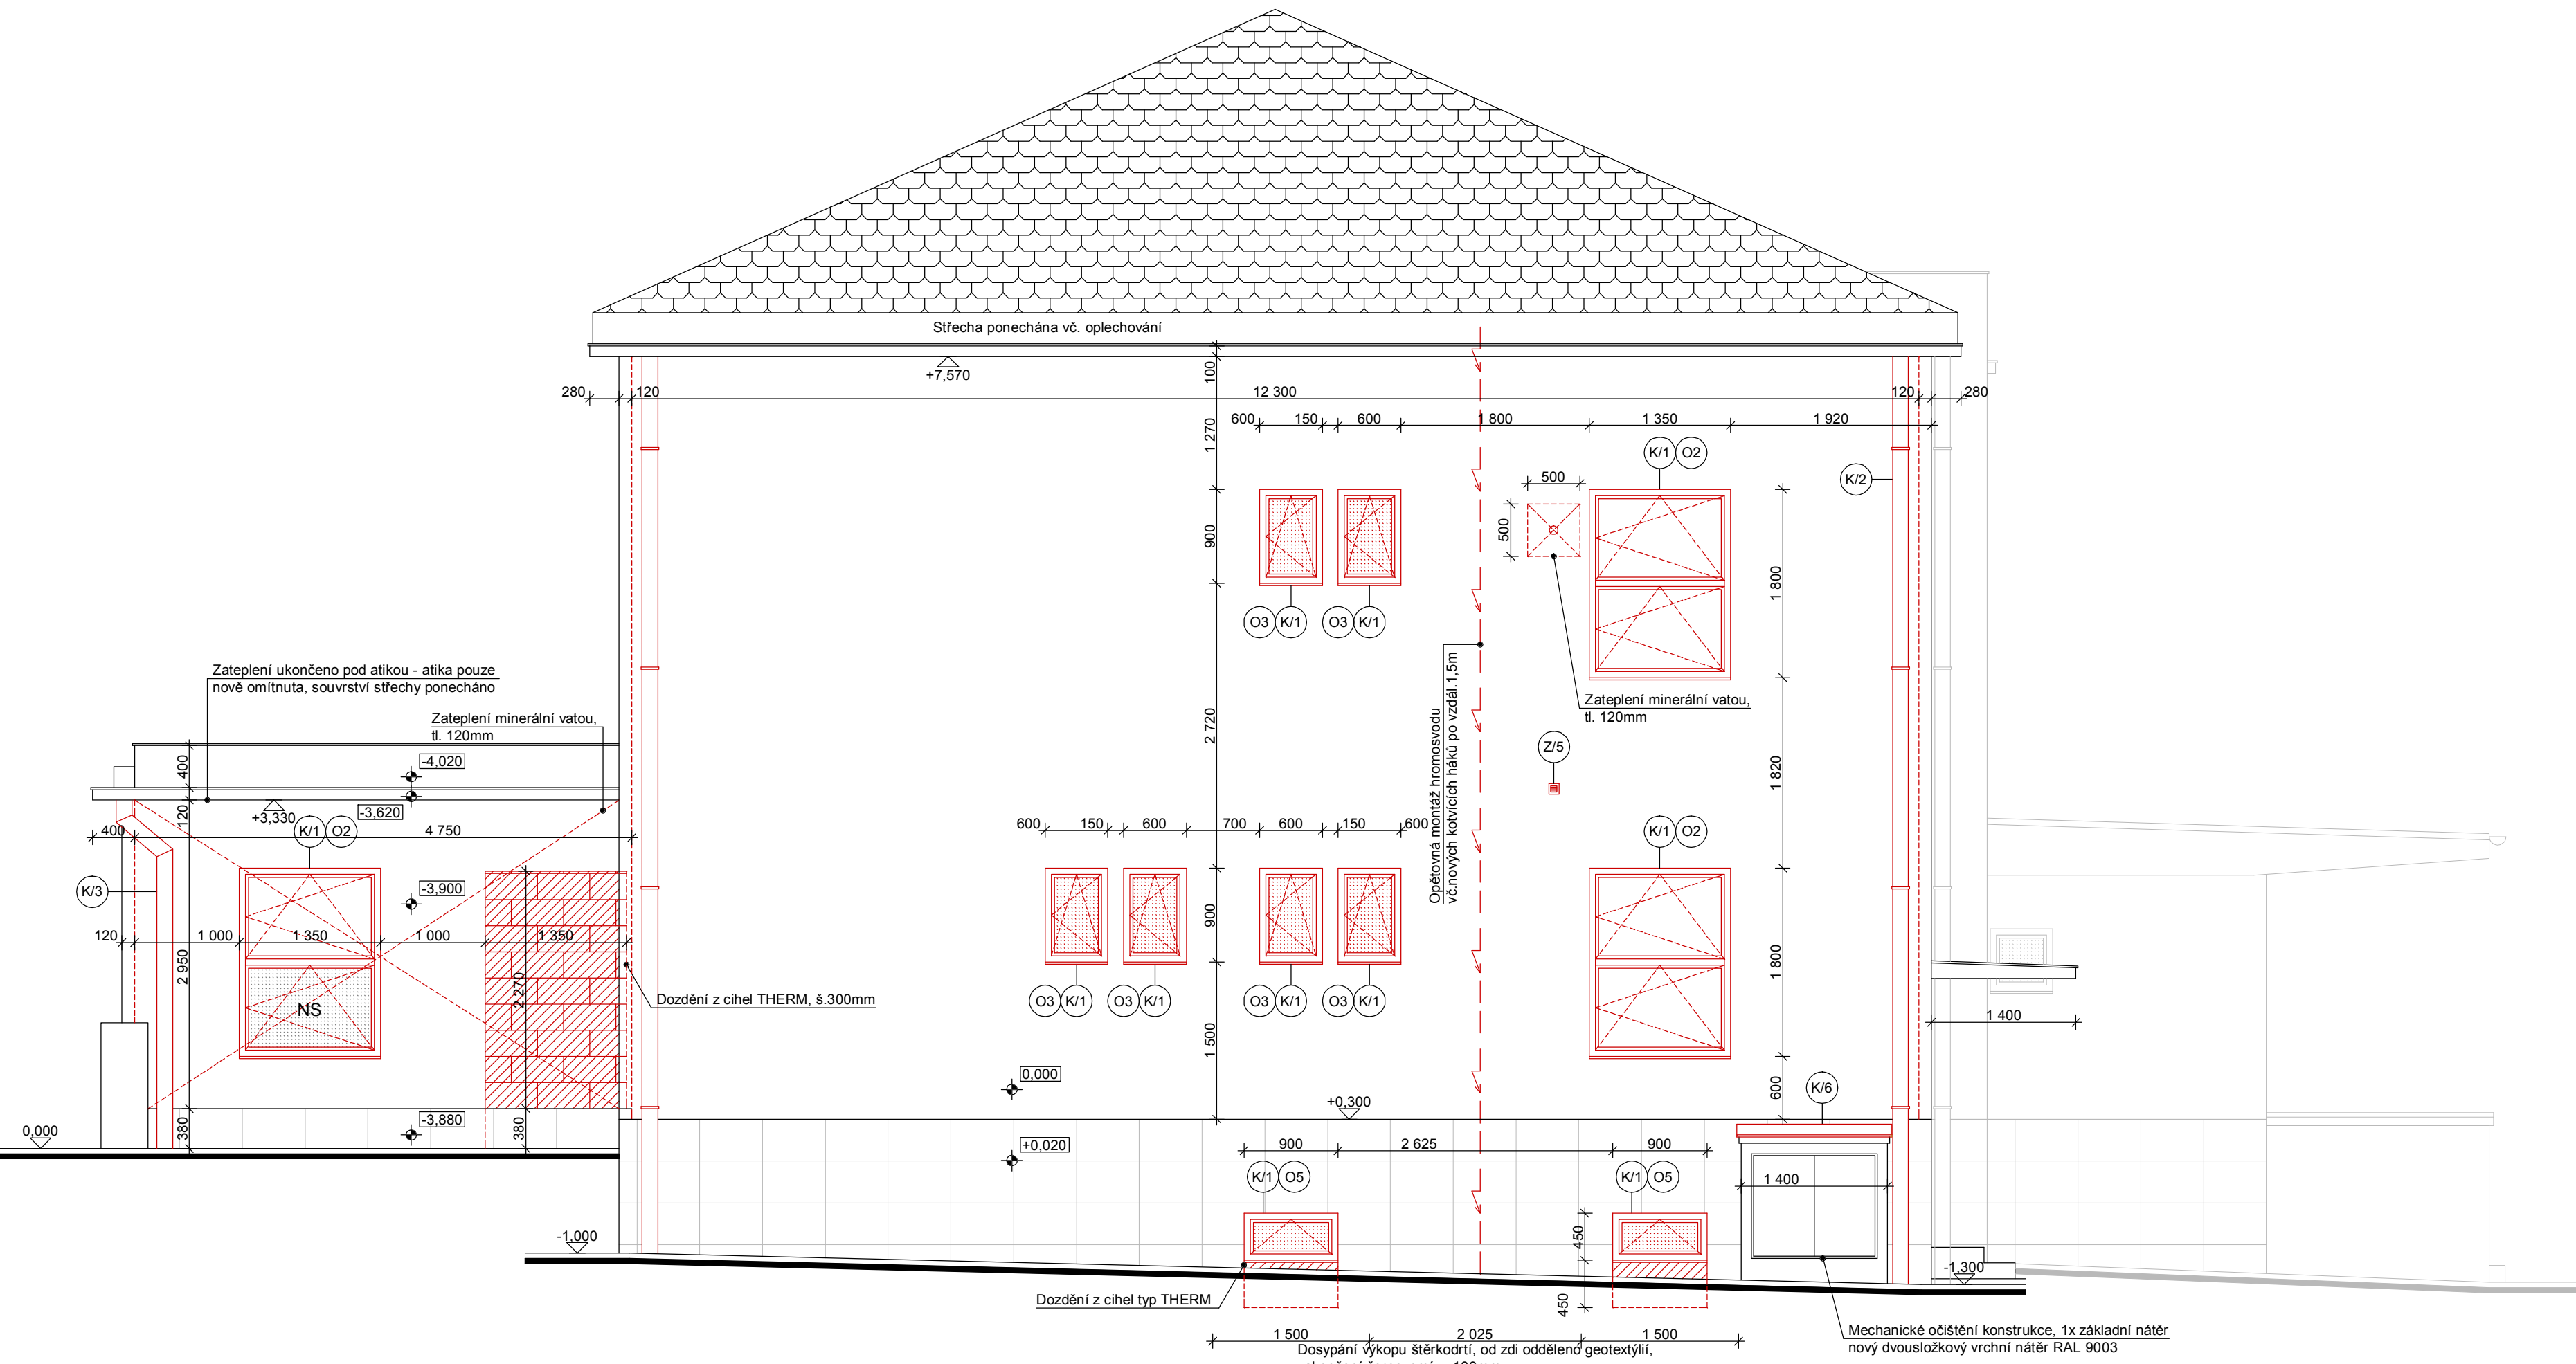 Střecha ponechána vč. oplechování
+7,570
280
120
12 300
120
280
100
1 270
600
150
600
1 800
1 350
1 920
K/1
O2
K/2
500
500
900
1 800
O3
K/1
O3
K/1
Zateplení ukončeno pod atikou - atika pouze
nově omítnuta, souvrství střechy ponecháno
Zateplení minerální vatou,
tl. 120mm
Opětovná montáž hromosvodu
vč.nových kotvících háků po vzdál.1,5m
Zateplení minerální vatou,
tl. 120mm
2 720
Z/5
1 820
400
-4,020
120
+3,330
-3,620
K/1
O2
400
4 750
600
150
600
700
600
150
600
K/1
O2
K/3
-3,900
120
1 000
1 350
1 000
1 350
2 950
2 270
NS
900
1 800
Dozdění z cihel THERM, š.300mm
O3
K/1
O3
K/1
O3
K/1
O3
K/1
1 400
1 500
0,000
600
K/6
+0,300
0,000
380
-3,880
380
+0,020
900
2 625
900
K/1
O5
K/1
O5
1 400
-1,000
450
-1,300
450
Dozdění z cihel typ THERM
1 500
2 025
1 500
Dosypání výkopu štěrkodrtí, od zdi odděleno geotextýlií,
Mechanické očištění konstrukce, 1x základní nátěr
nový dvousložkový vrchní nátěr RAL 9003